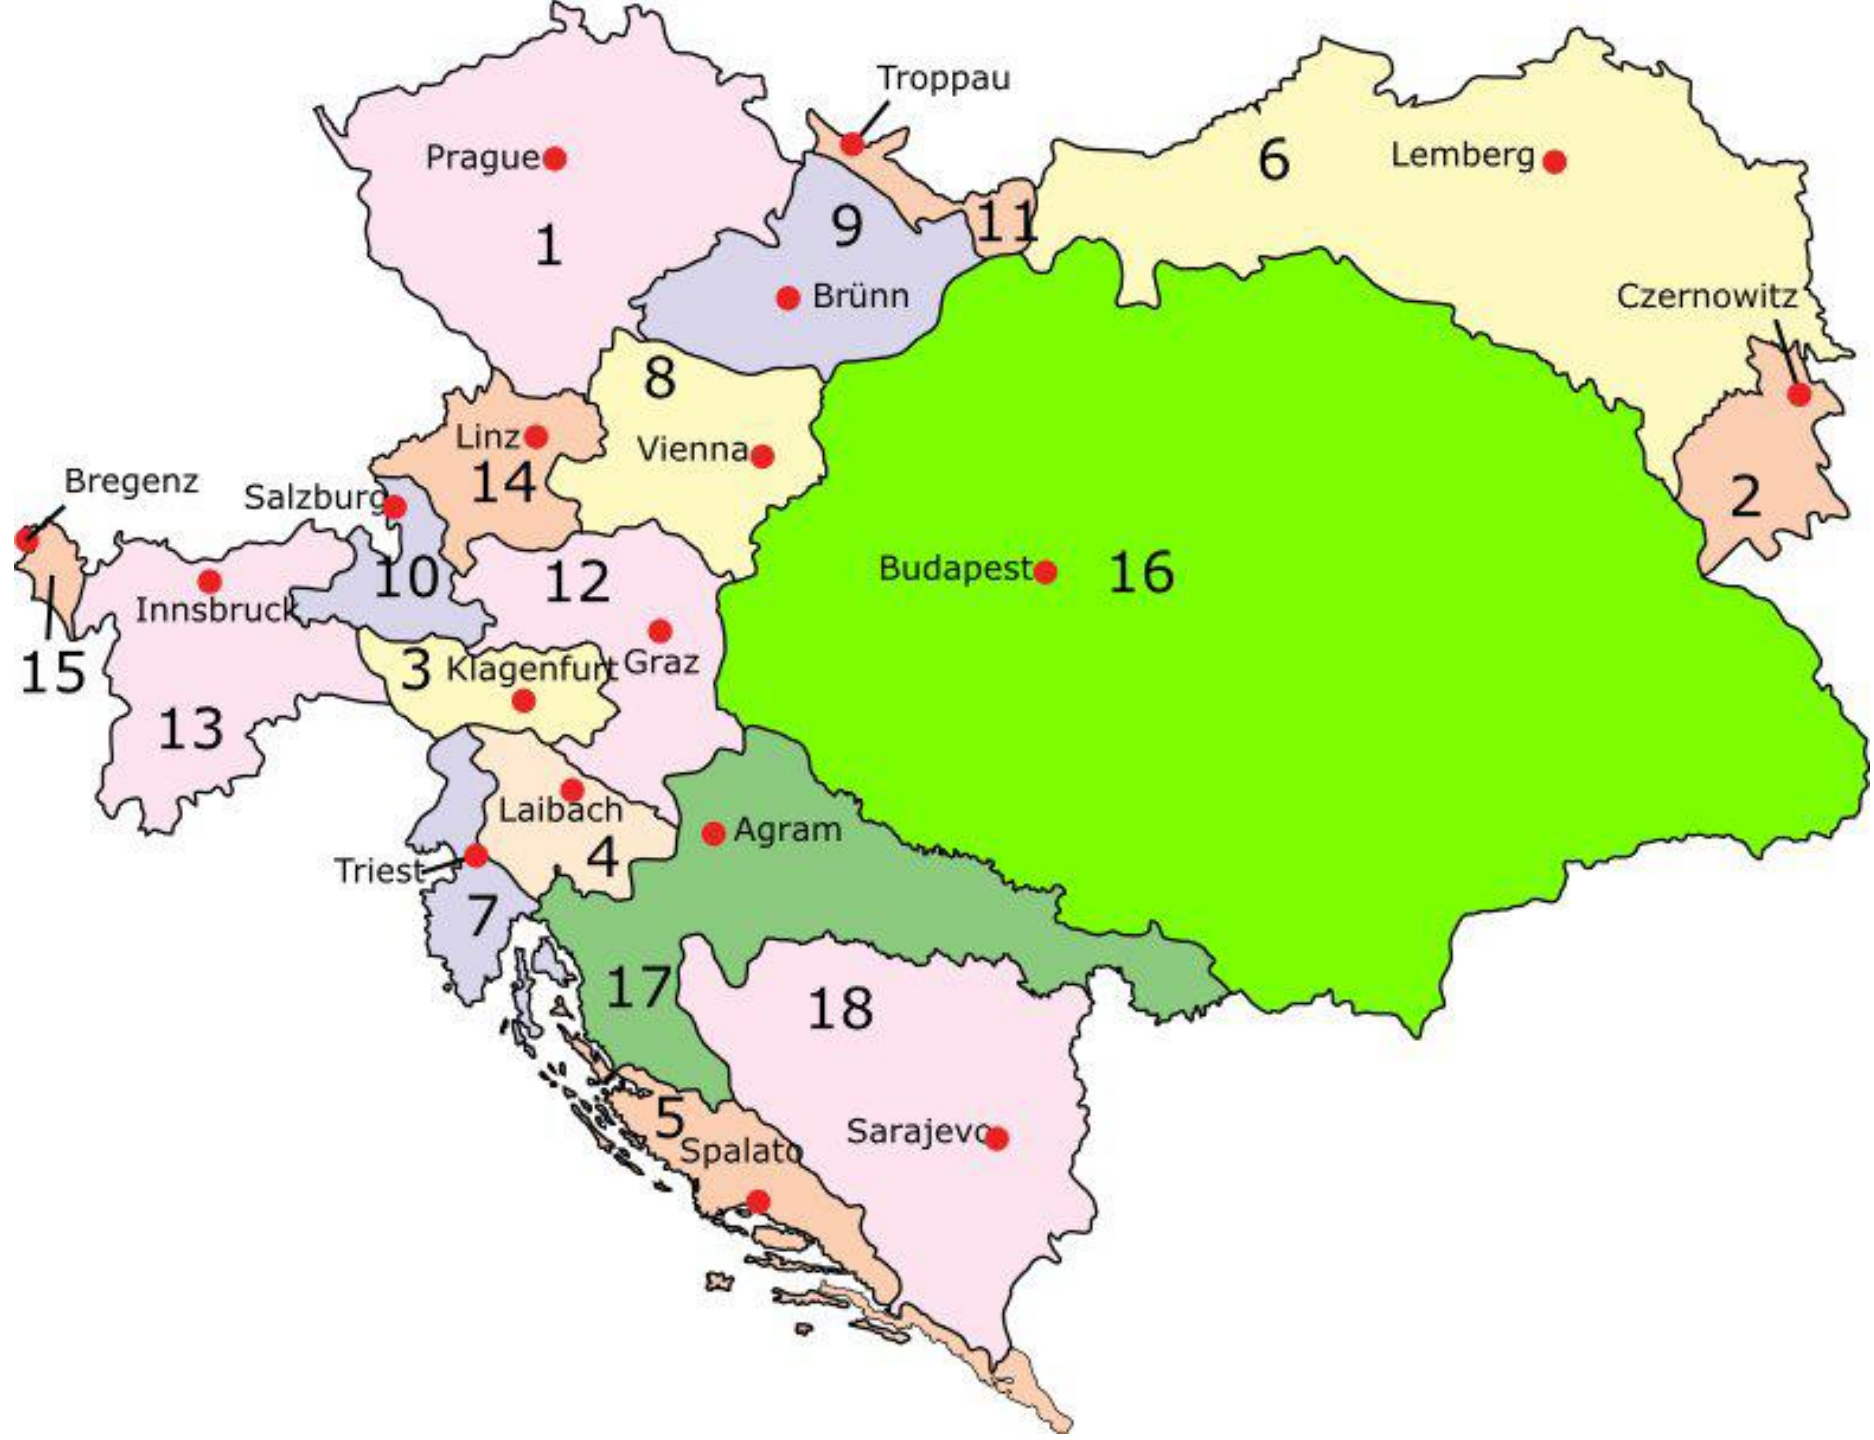 Troppau
Prague
6
Lemberg
1
9
11
Brünn
Czernowitz
8
Linz
Vienna
Bregenz
Salzburg
14
2
10
12
Budapest
16
Innsbruck
15
3
Klagenfurt
Graz
13
Laibach
4
Agram
Triest
7
17
18
5
Spalato
Sarajevo